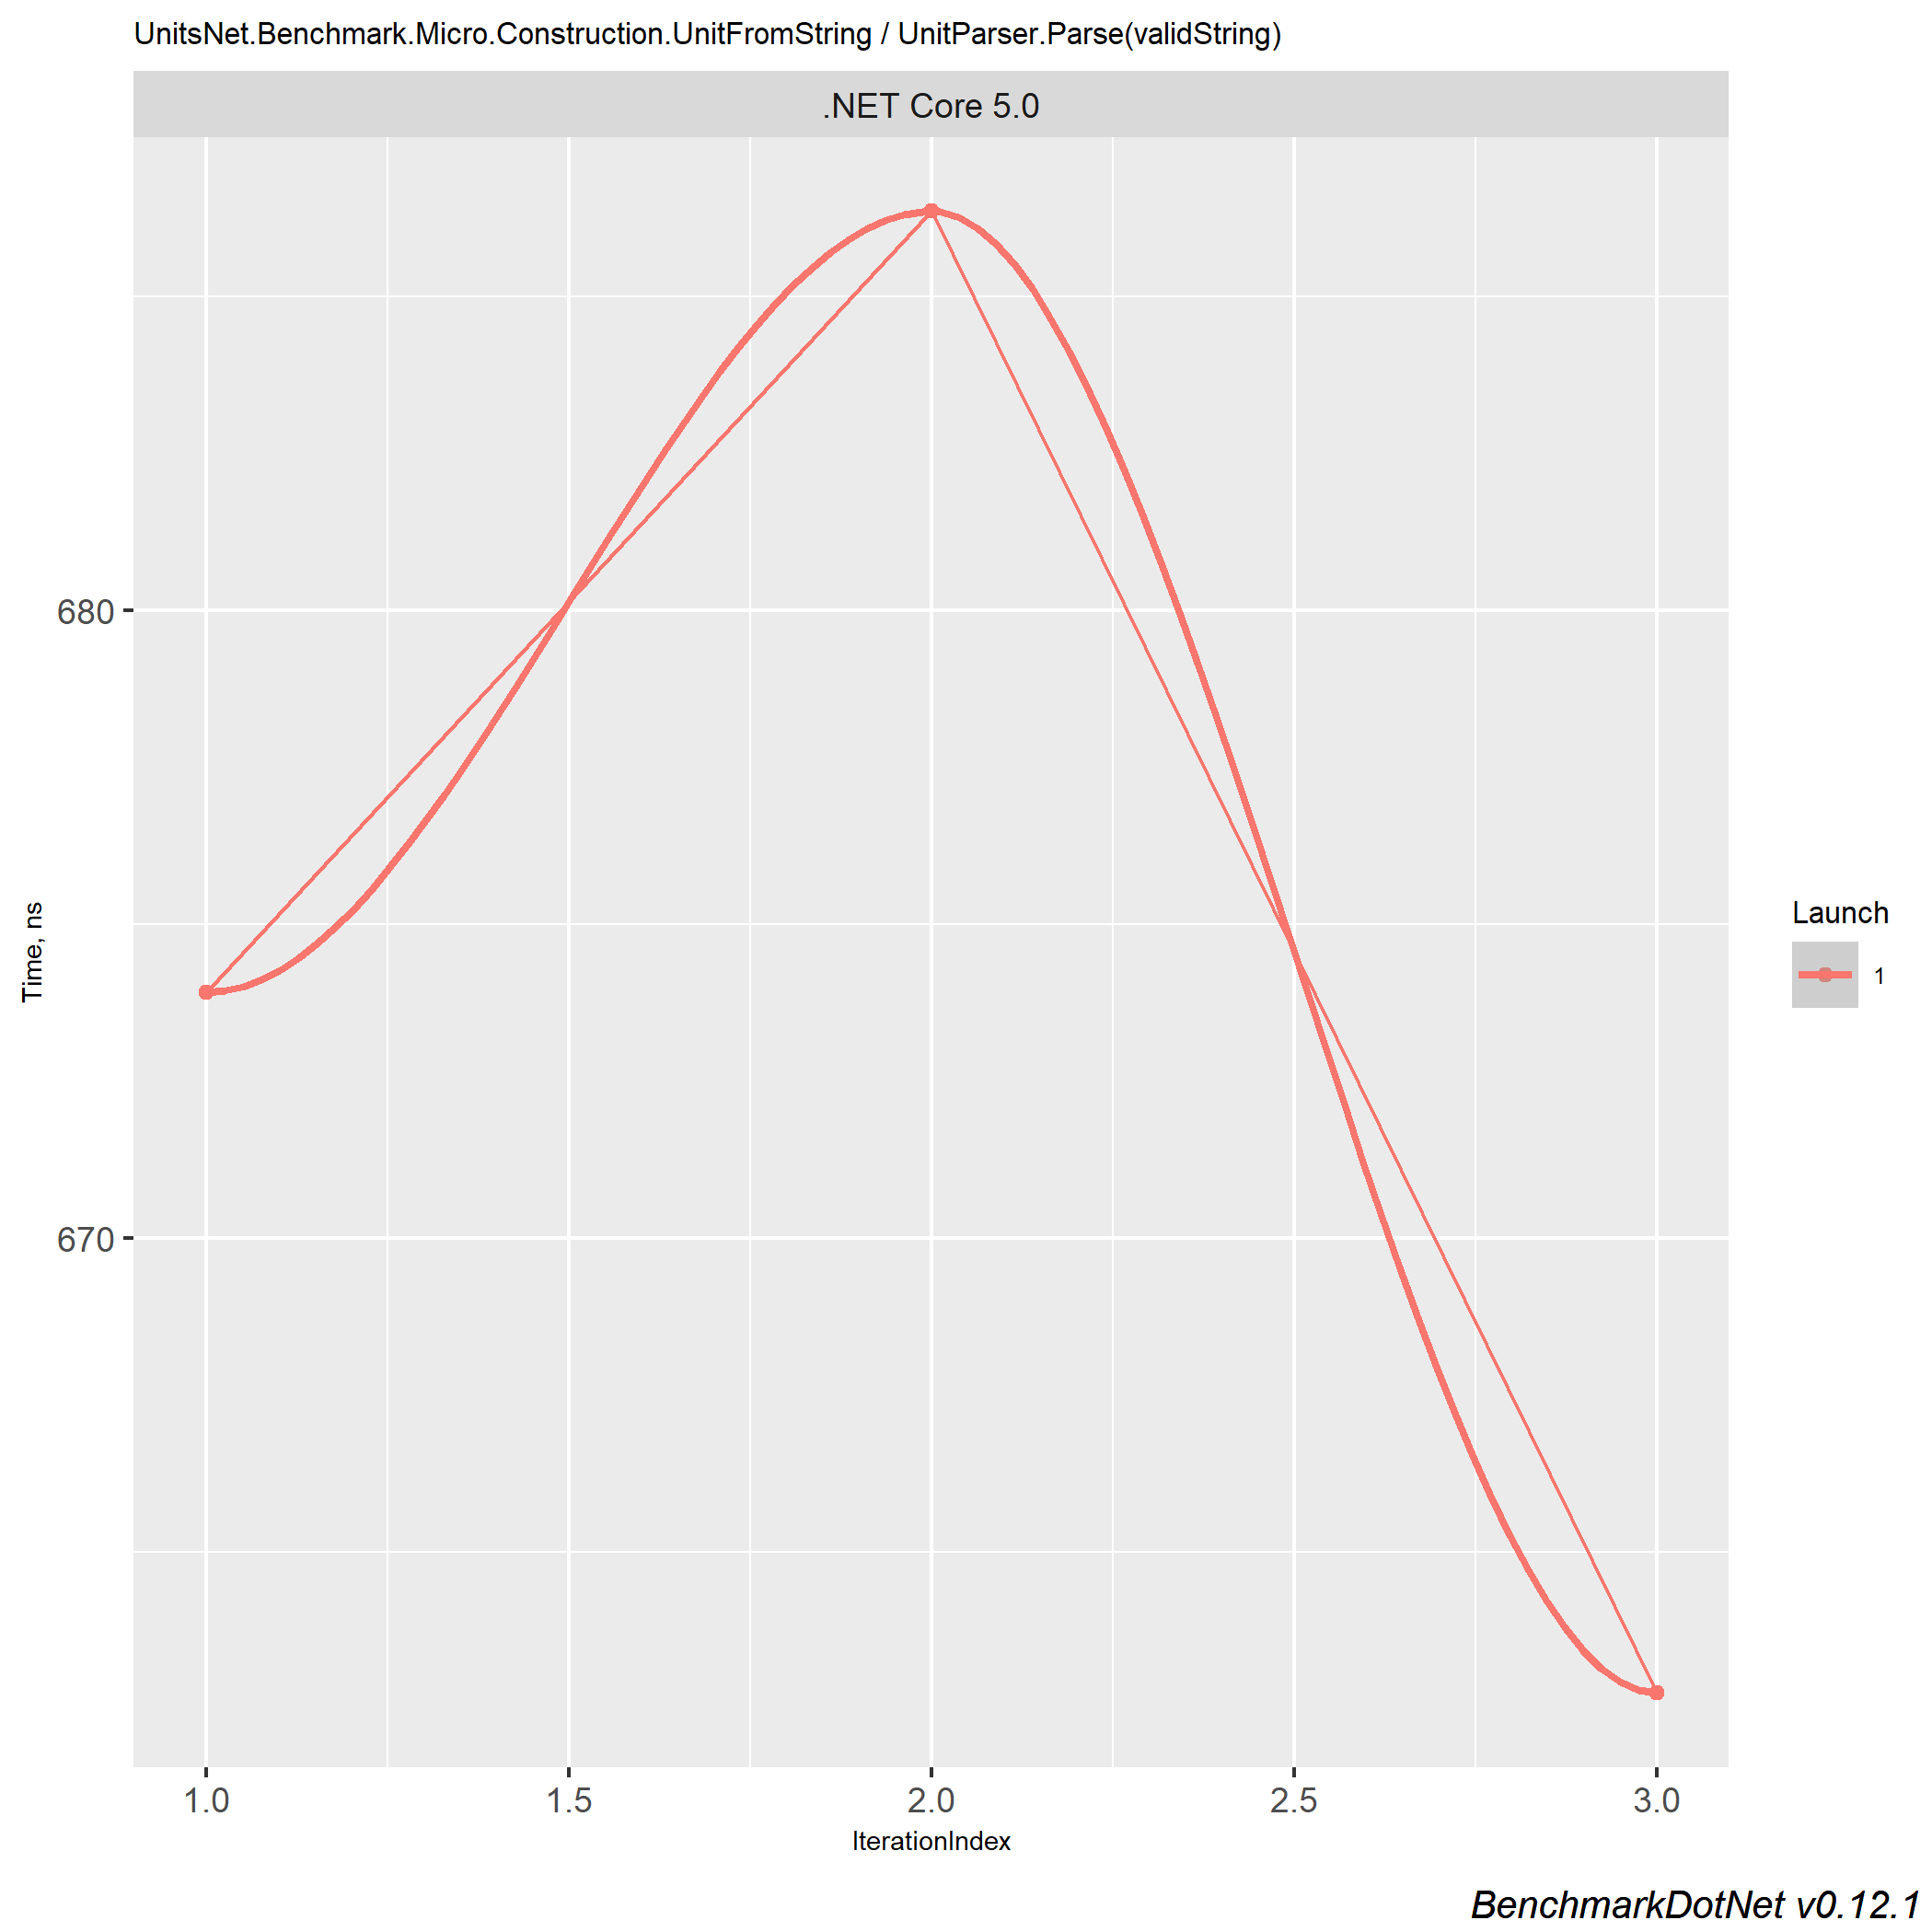 UnitsNet.Benchmark.Micro.Construction.UnitFromString / UnitParser.Parse(validString)
.NET Core 5.0
680
670
Time, ns
1.0 1.5 2.0 2.5 3.0
IterationIndex
Launch
1
BenchmarkDotNet v0.12.1